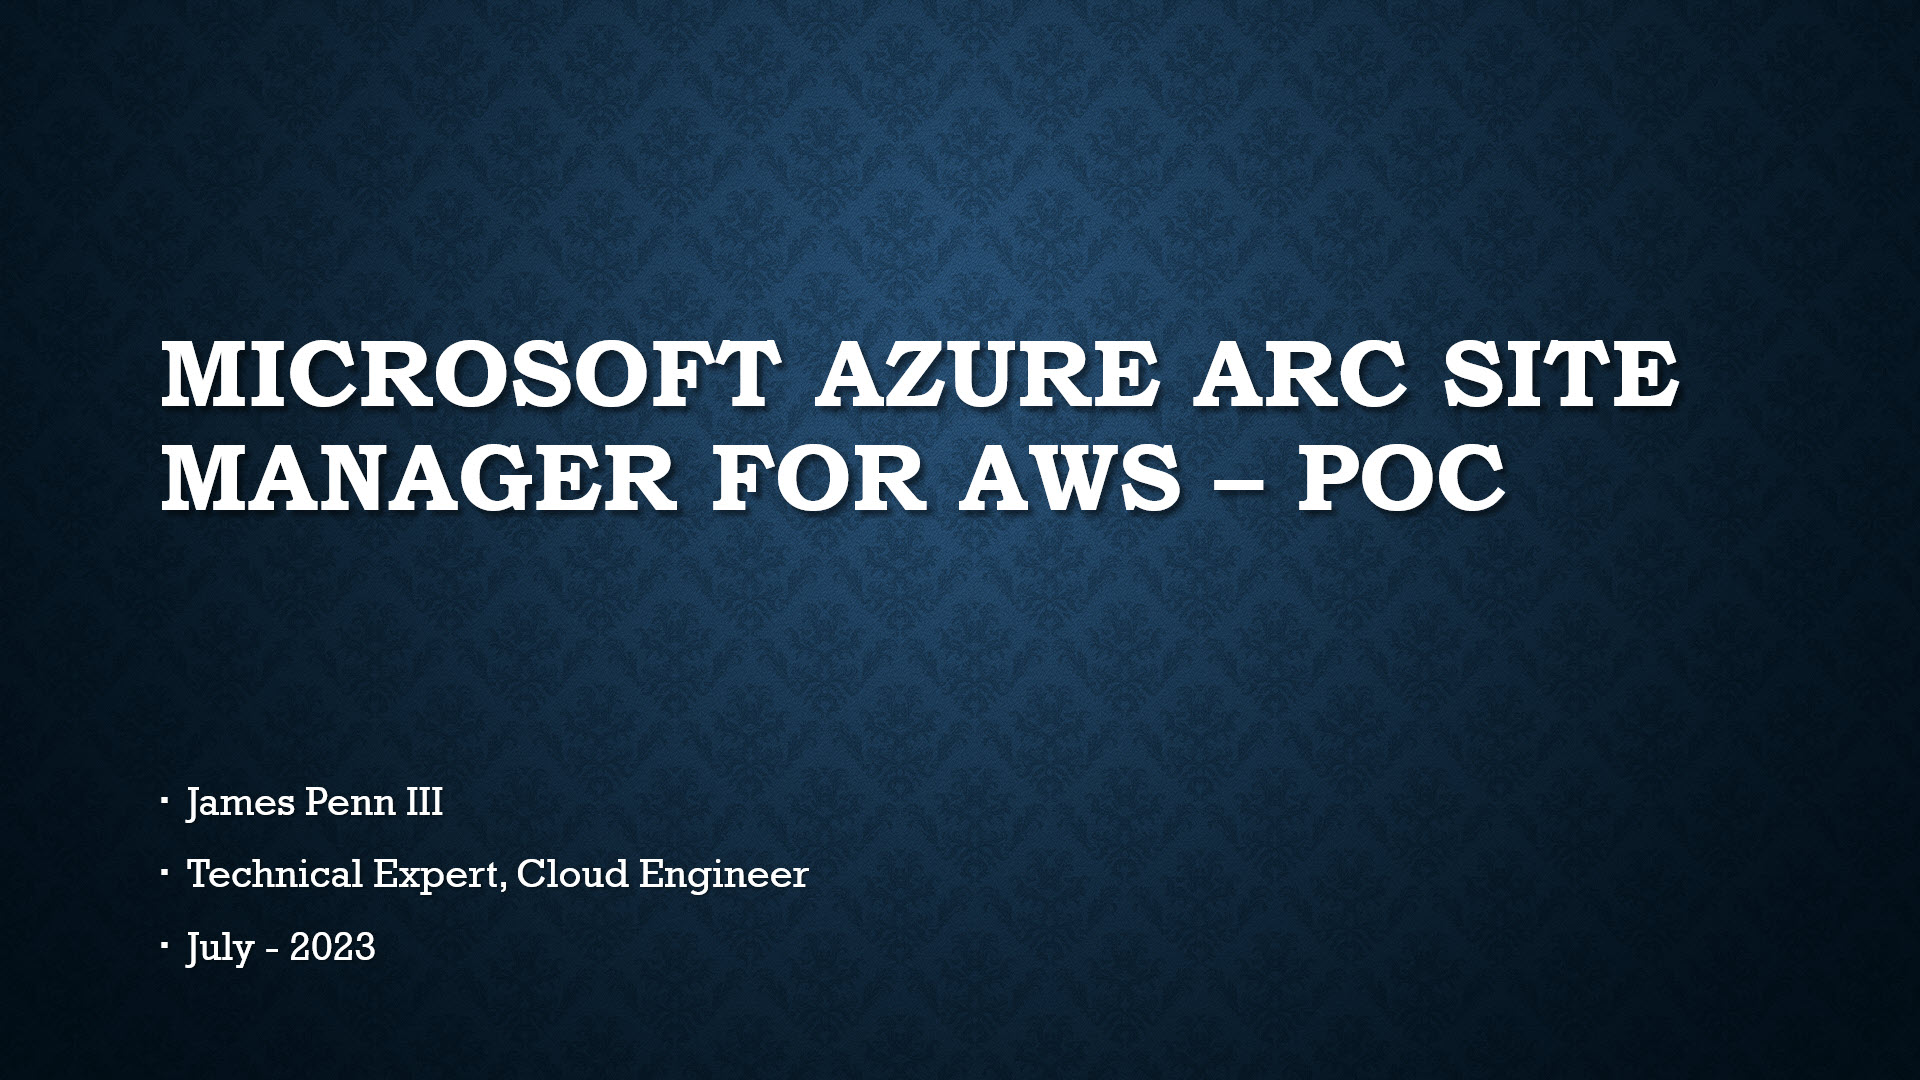 MICROSOFT AZURE ARC SITE
MANAGER FOR AWS – POC
▪ James Penn III
▪ Technical Expert, Cloud Engineer
▪ July - 2023